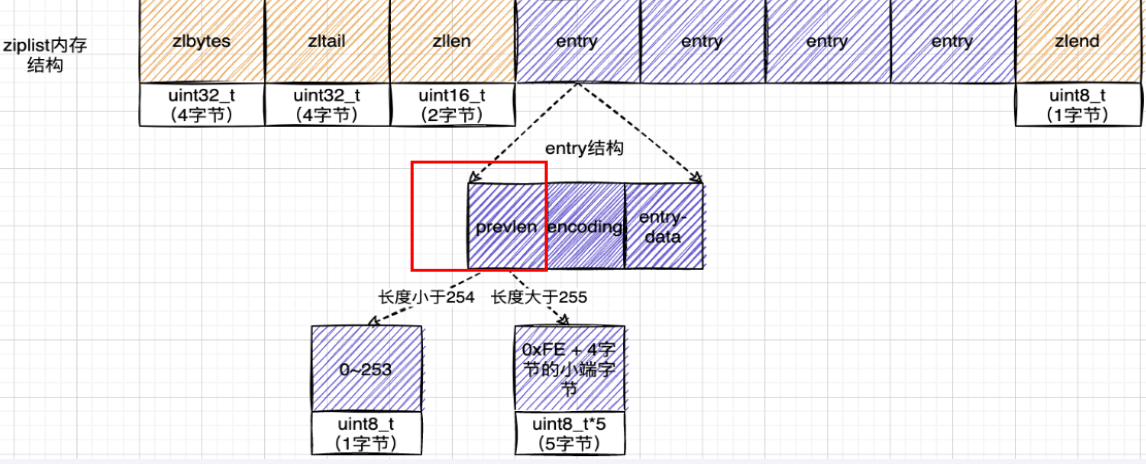 zlbytes
zltail
zllen
entry
entry
entry
entry
zlend
ziplist内存
结构
uint32_t
（4字节）
uint32_t
（4字节）
uint16_t
（2字节）
uint8_t
（1字节）
entry结构
prevlen
encoding
entry-
data
长度小于254
长度大于255
0~253
0xFE + 4字
节的小端字
节
uint8_t
（1字节）
uint8_t*5
（5字节）